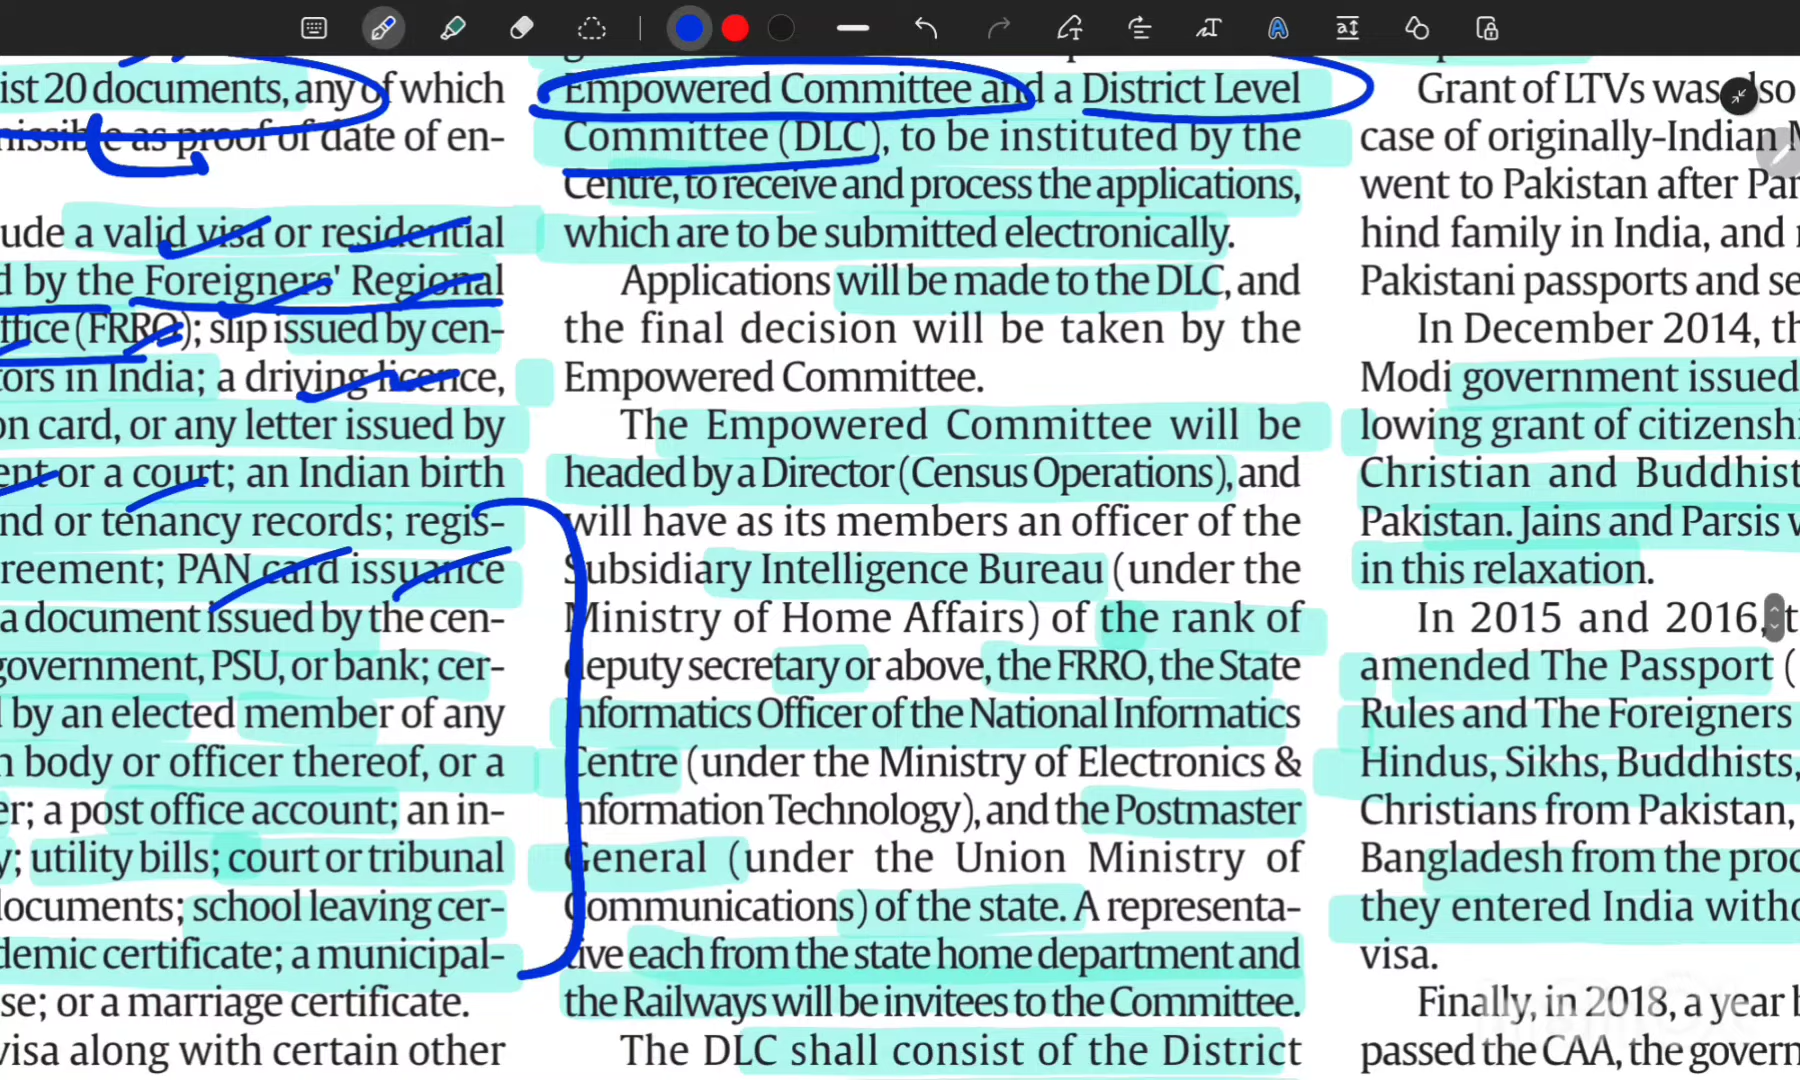 ist 20 documents, any of which
missible as proof of date of en-
ude a valid visa or residential
d by the Foreigners' Regional
ffice (FRRO); slip issued by cen-
tors in India; a driving licence,
on card, or any letter issued by
ent or a court; an Indian birth
nd or tenancy records; regis-
reement; PAN card issuance
a document issued by the cen-
government, PSU, or bank; cer-
d by an elected member of any
n body or officer thereof, or a
er; a post office account; an in-
y; utility bills; court or tribunal
documents; school leaving cer-
demic certificate; a municipal-
se; or a marriage certificate.
visa along with certain other
Empowered Committee and a District Level
Committee (DLC), to be instituted by the
Centre, to receive and process the applications,
which are to be submitted electronically.
Applications will be made to the DLC, and
the final decision will be taken by the
Empowered Committee.
The Empowered Committee will be
headed by a Director (Census Operations), and
will have as its members an officer of the
Subsidiary Intelligence Bureau (under the
Ministry of Home Affairs) of the rank of
deputy secretary or above, the FRRO, the State
Informatics Officer of the National Informatics
Centre (under the Ministry of Electronics &
Information Technology), and the Postmaster
General (under the Union Ministry of
Communications) of the state. A representa-
tive each from the state home department and
the Railways will be invitees to the Committee.
The DLC shall consist of the District
Grant of LTVs was also
case of originally-Indian M
went to Pakistan after Par
hind family in India, and
Pakistani passports and se
In December 2014, th
Modi government issued
lowing grant of citizenshi
Christian and Buddhist
Pakistan. Jains and Parsis w
in this relaxation.
In 2015 and 2016, t
amended The Passport (
Rules and The Foreigners
Hindus, Sikhs, Buddhists,
Christians from Pakistan,
Bangladesh from the proc
they entered India witho
visa.
Finally, in 2018, a year b
passed the CAA, the govern